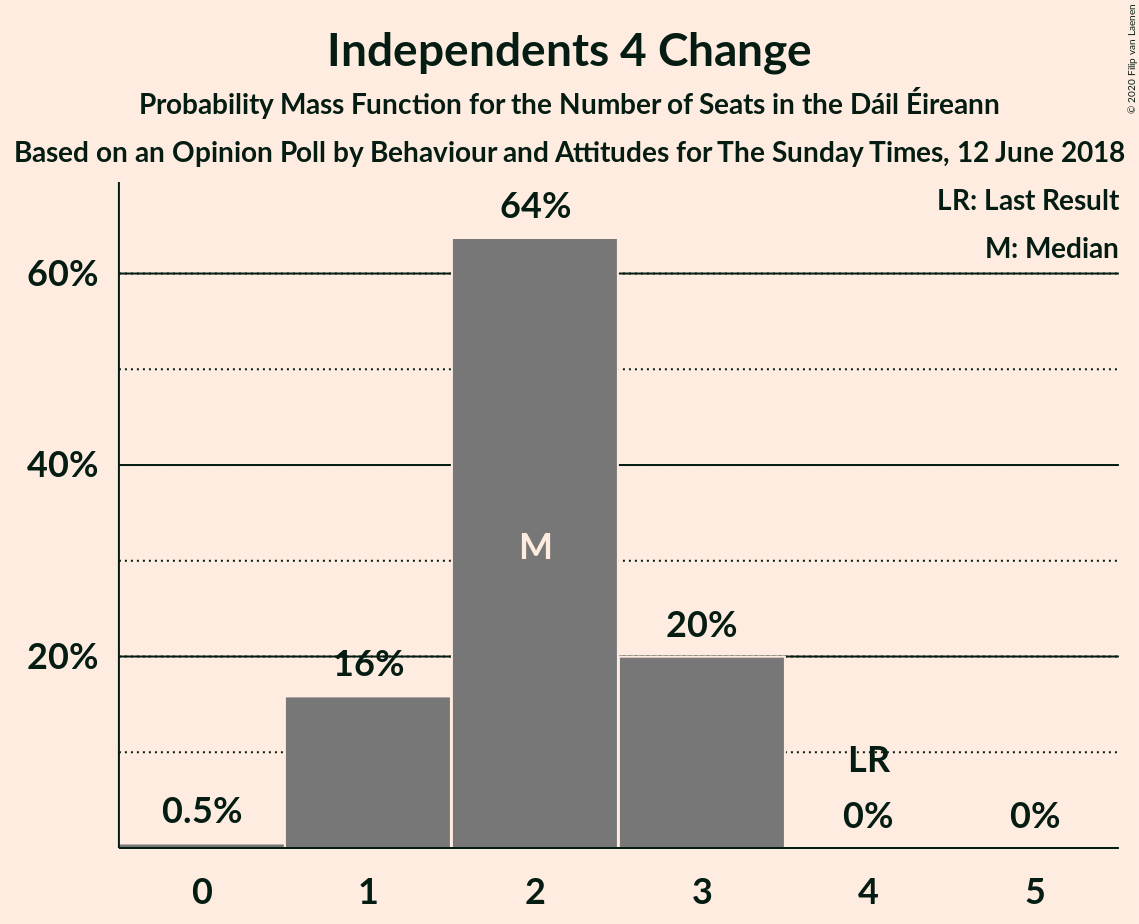 Independents 4 Change
Probability Mass Function for the Number of Seats in the Dáil Éireann
Based on an Opinion Poll by Behaviour and Attitudes for The Sunday Times, 12 June 2018
© 2020 Filip van Laenen
LR: Last Result
M: Median
64%
60%
40%
M
20%
20%
16%
LR
0.5%
0%
0%
0 1 2 3 4 5